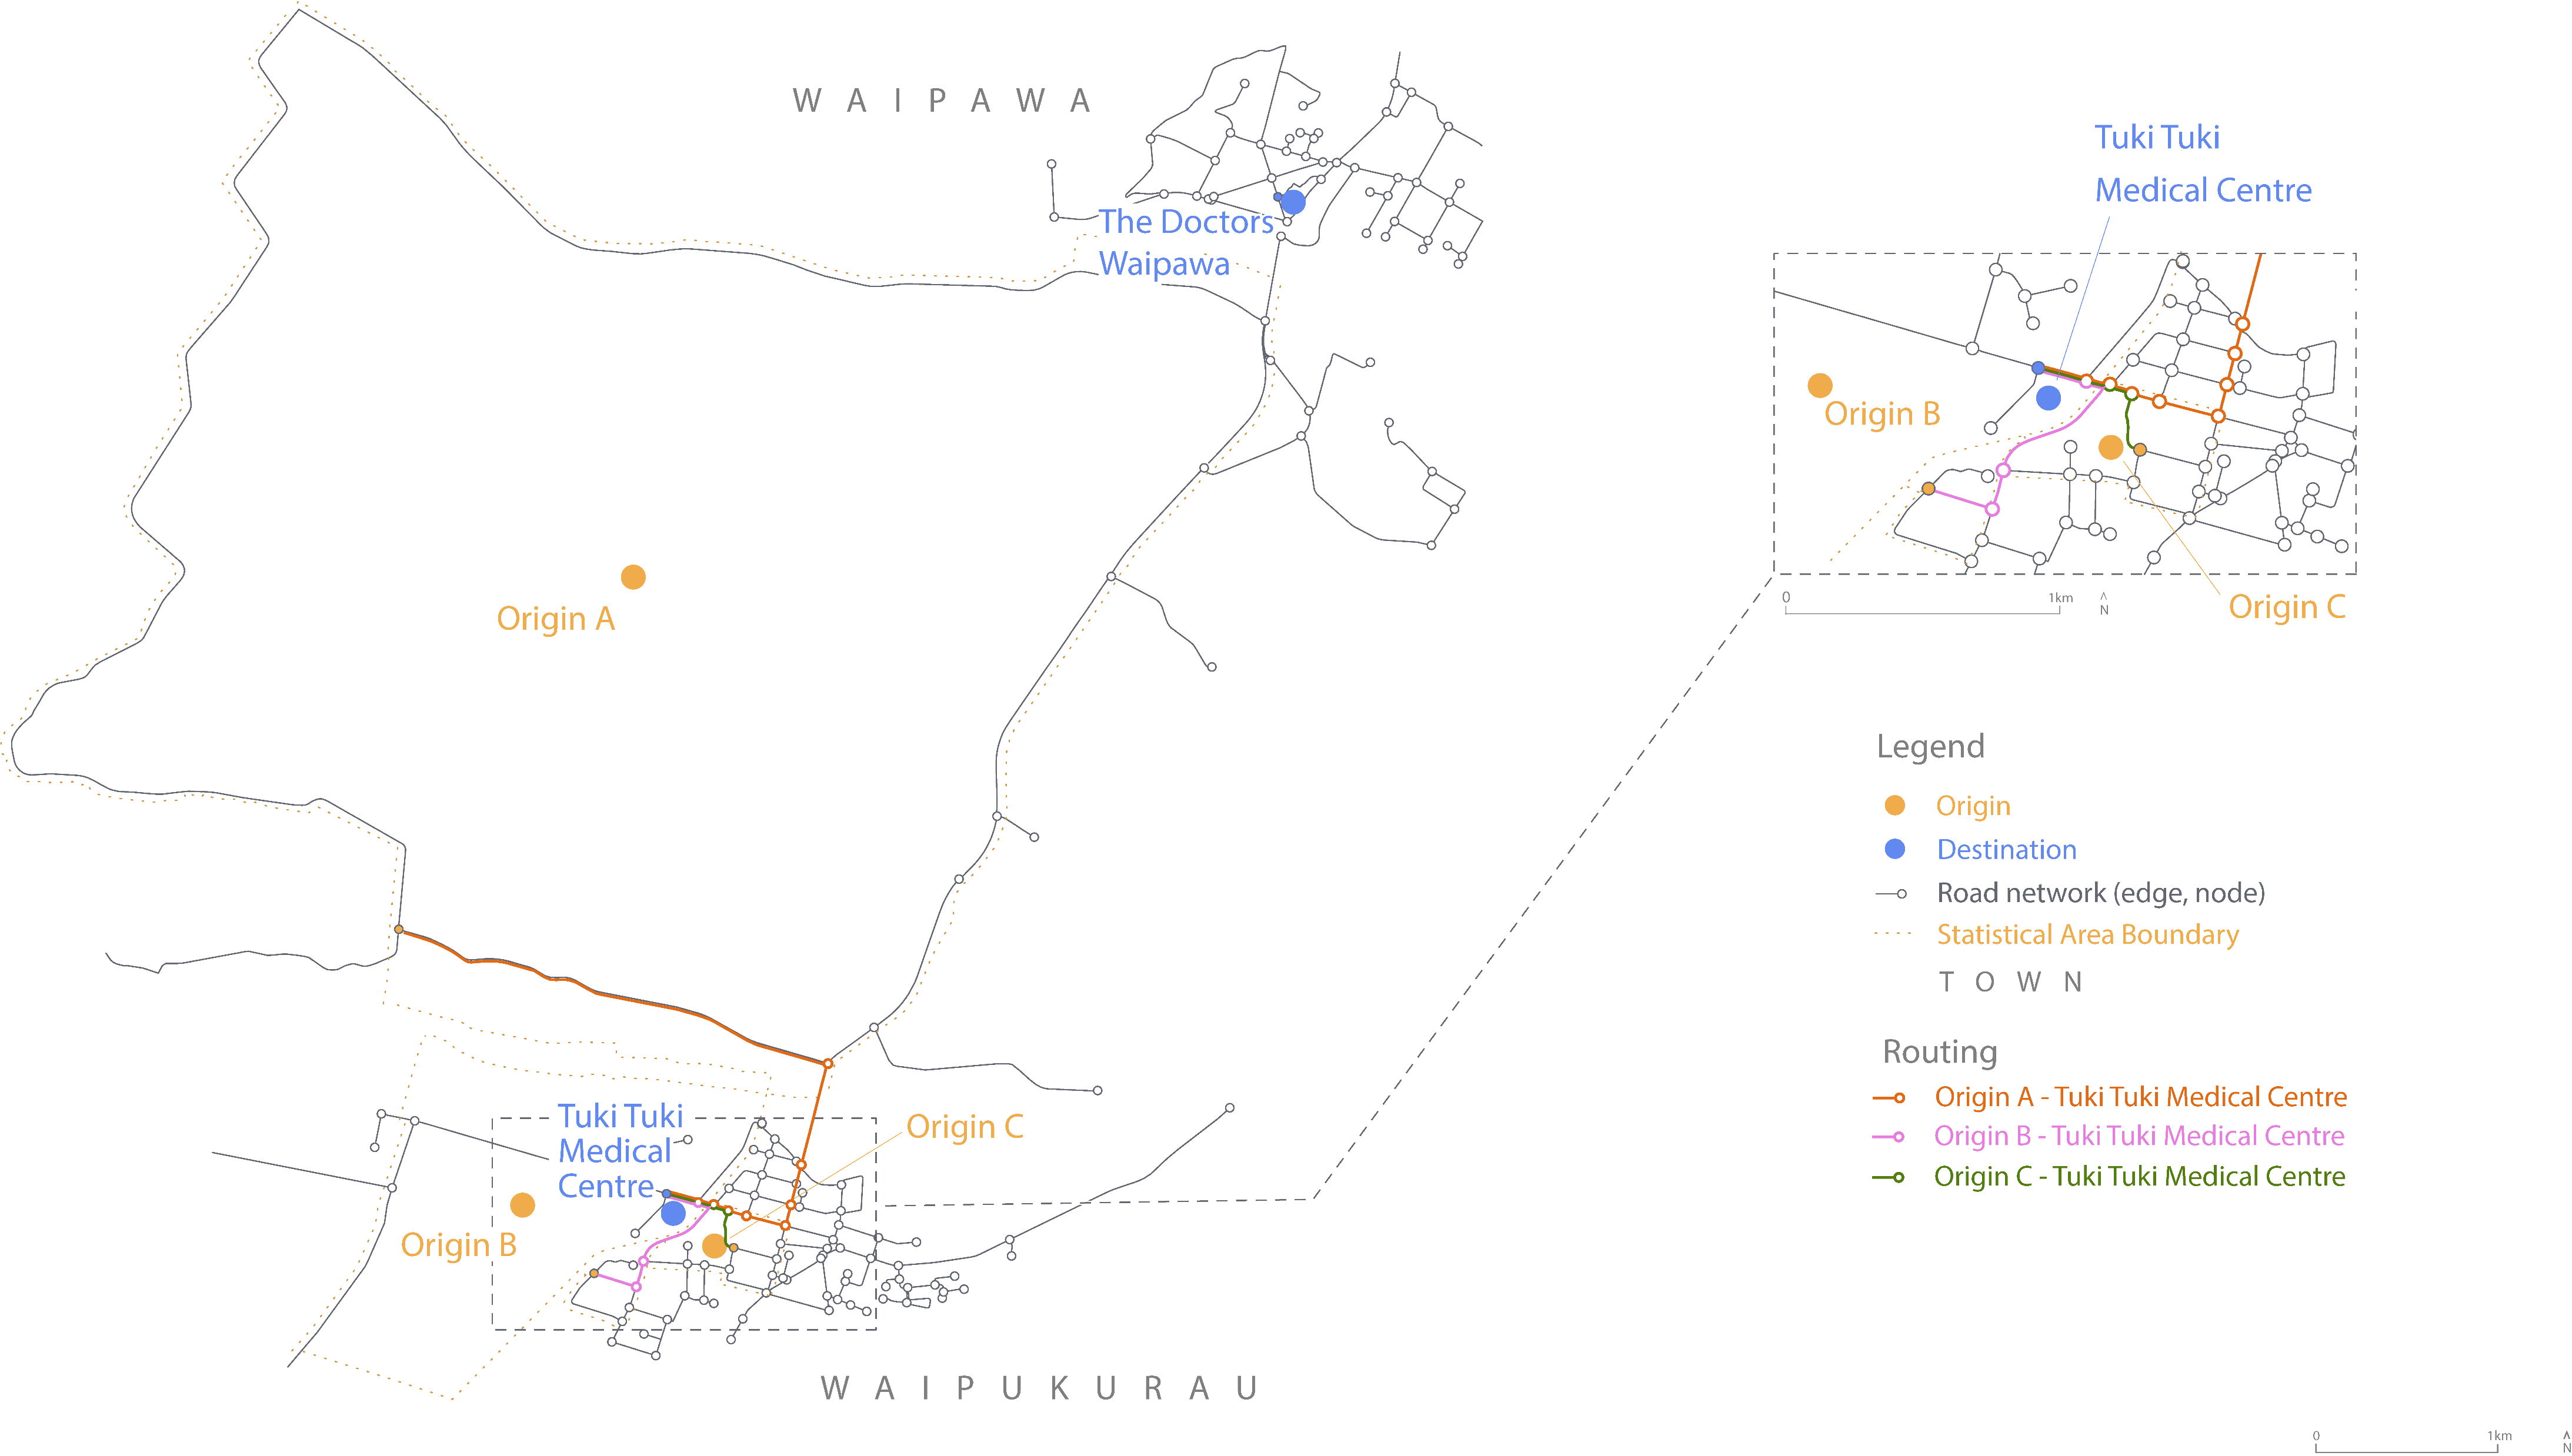 W A I P A W A
The Doctors
Waipawa
Origin A
Tuki Tuki
Medical
Centre
Origin C
Origin B
W A I P U K U R A U
Tuki Tuki
Medical Centre
Origin B
Origin C
0 1km ^
N
Legend
Origin
Destination
Road network (edge, node)
Statistical Area Boundary
T O W N
Routing
Origin A - Tuki Tuki Medical Centre
Origin B - Tuki Tuki Medical Centre
Origin C - Tuki Tuki Medical Centre
0 1km ^
N